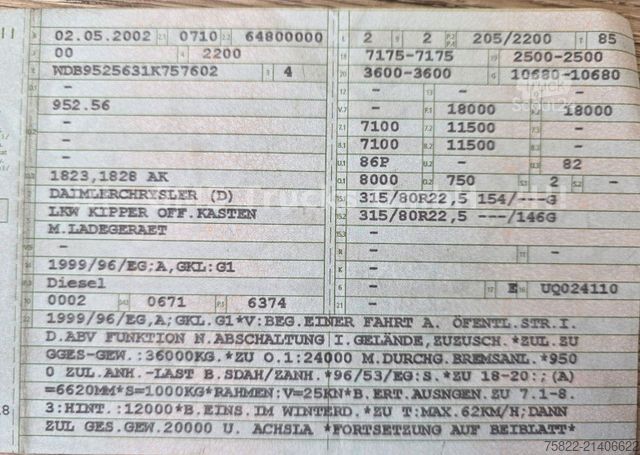 02.05.2002 0710 64800000 2 2 205/2200 85
00 4 2200 7175-7175 2500-2500
WDB9525631K757602 4 3600-3600 10680-10680
- - - -
952.56 - 18000 18000
- 7100 11500 -
- 8.1 7100 11500 -
- U.1 86P - 82
1823,1828 AK 8000 750 2 -
DAIMLERCHRYSLER (D) 315/80R22,5 154/---G
LKW KIPPER OFF.KASTEN 315/80R22,5 ---/146G
M.LADEGERAET -
- - -
1999/96/EG;A,GKL:G1 -
Diesel - E UQ024110
0002 0671 6374 -
1999/96/EG,A;GKL.G1*V:BEG.EINER FAHRT A. ÖFENTL.STR.I.
D.ABV FUNKTION N.ABSCHALTUNG I.GELÄNDE,ZUZUSCH.*ZUL.ZU
GGES-GEW.:36000KG.*ZU O.1:24000 M.DURCHG.BREMSANL.*950
0 ZUL.ANH.-LAST B.SDAH/ZANH.*96/53/EG:S.*ZU 18-20:;(A)
=6620MM*S=1000KG*RAHMEN:V=25KN*B.ERT.AUSNGEN.ZU 7.1-8.
3:HINT.:12000*B.EINS.IM WINTERD.*ZU T:MAX.62KM/H;DANN
ZUL GES.GEW.20000 U. ACHSLA *FORTSETZUNG AUF BEIBLATT*
75822-21406622